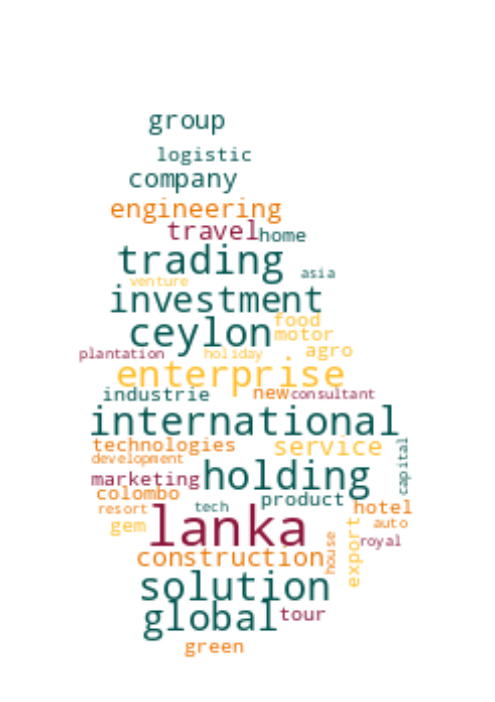 group
logistic
company
engineering
travel home
trading asia
venture
investment
ceylon food
motor
plantation holiday agro
enterprise
industrie new consultant
international
technologies service
development
marketing holding capital
colombo product
resort tech hotel
gem lanka auto
construction house export royal
solution
global tour
green